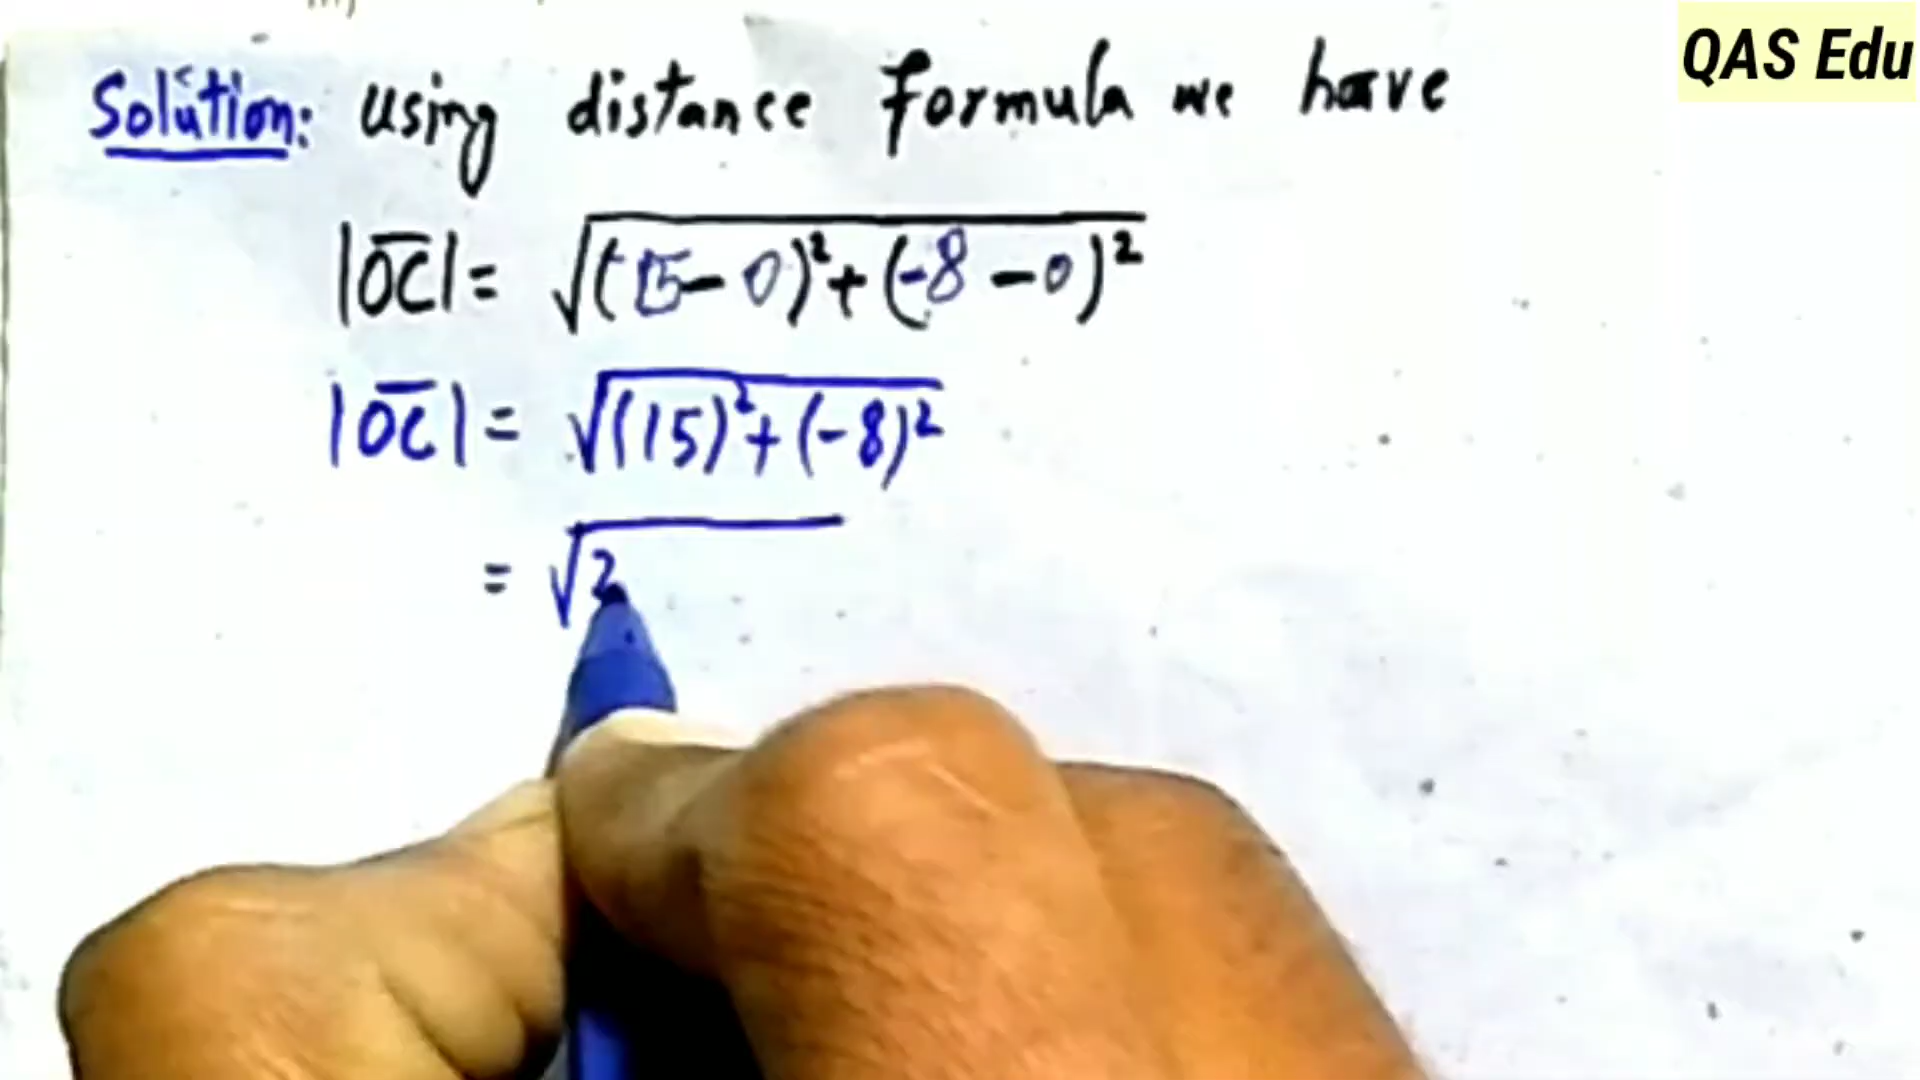 QAS Edu
Solution: using distance formula we have
|OC̅| = √(15-0)²+(-8-0)²
|OC̅| = √(15)²+(-8)²
= √2